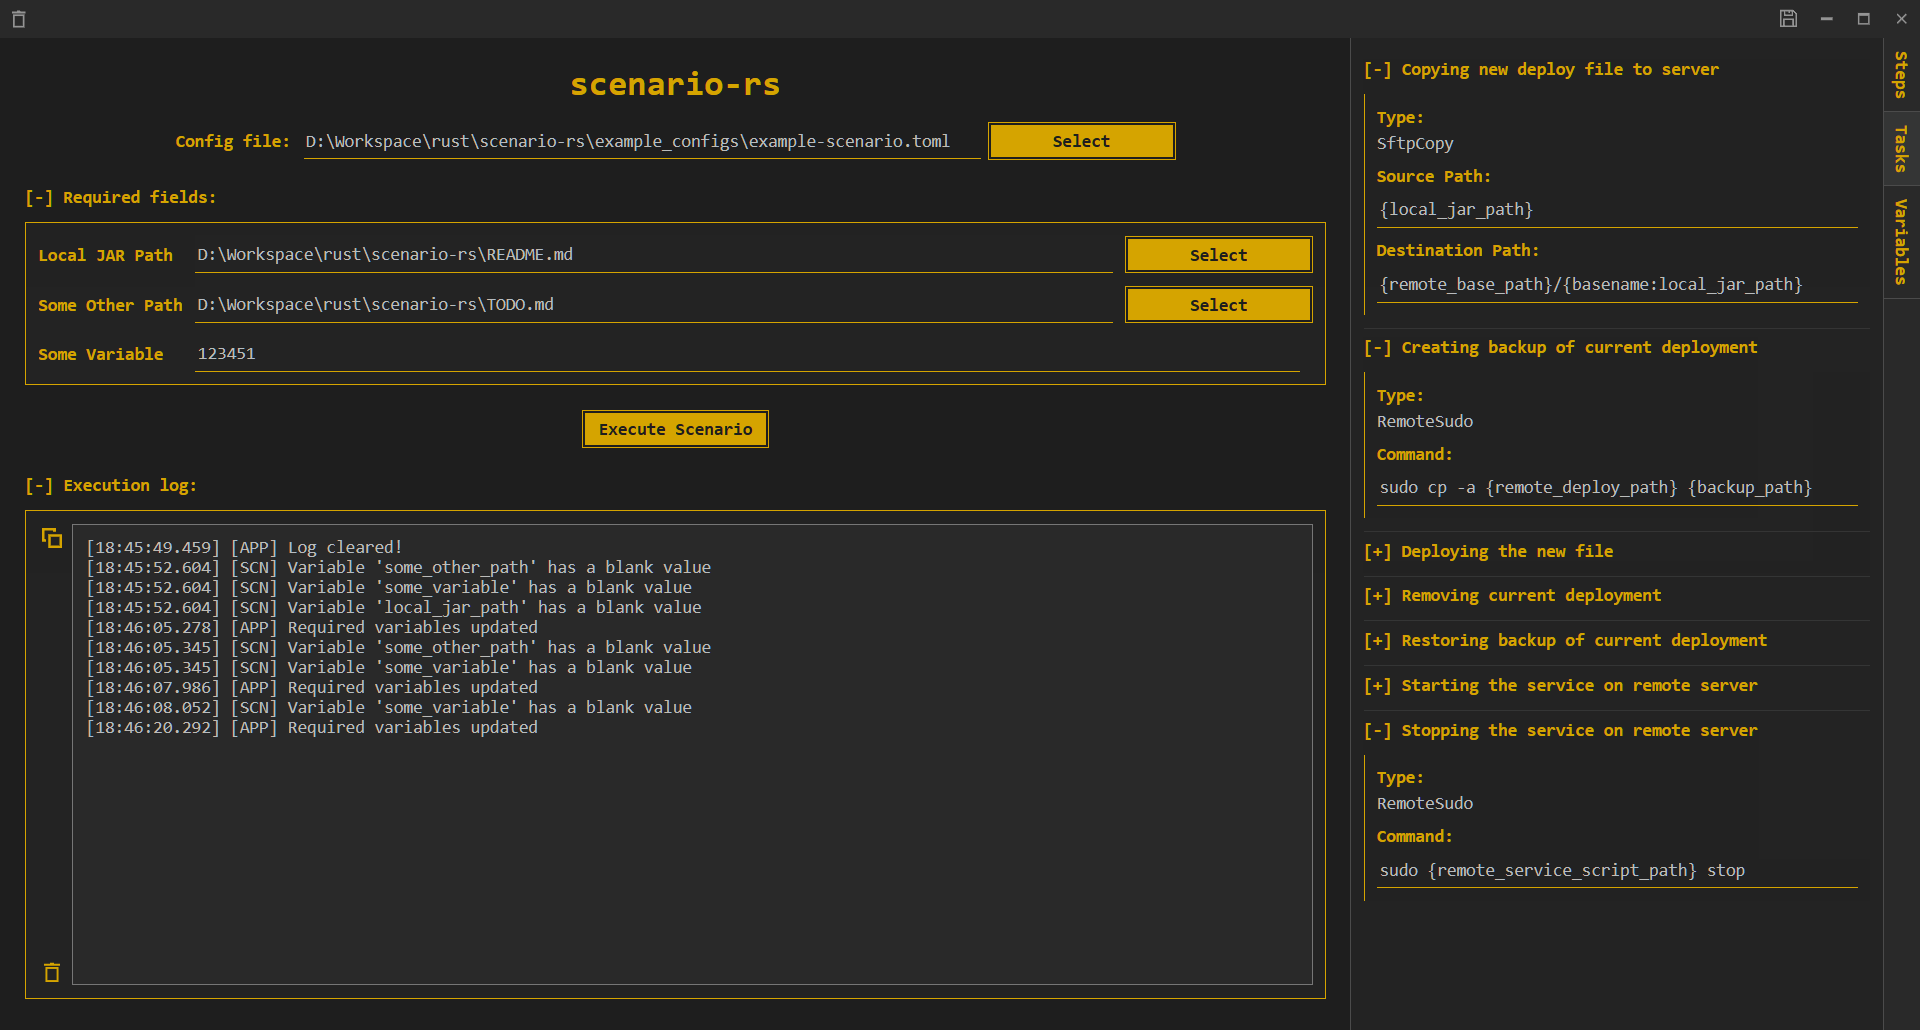 scenario-rs
Config file: D:\Workspace\rust\scenario-rs\example_configs\example-scenario.toml Select
[-] Required fields:
Local JAR Path D:\Workspace\rust\scenario-rs\README.md Select
Some Other Path D:\Workspace\rust\scenario-rs\TODO.md Select
Some Variable 123451
Execute Scenario
[-] Execution log:
[18:45:49.459] [APP] Log cleared!
[18:45:52.604] [SCN] Variable 'some_other_path' has a blank value
[18:45:52.604] [SCN] Variable 'some_variable' has a blank value
[18:45:52.604] [SCN] Variable 'local_jar_path' has a blank value
[18:46:05.278] [APP] Required variables updated
[18:46:05.345] [SCN] Variable 'some_other_path' has a blank value
[18:46:05.345] [SCN] Variable 'some_variable' has a blank value
[18:46:07.986] [APP] Required variables updated
[18:46:08.052] [SCN] Variable 'some_variable' has a blank value
[18:46:20.292] [APP] Required variables updated
[-] Copying new deploy file to server
Type:
SftpCopy
Source Path:
{local_jar_path}
Destination Path:
{remote_base_path}/{basename:local_jar_path}
[-] Creating backup of current deployment
Type:
RemoteSudo
Command:
sudo cp -a {remote_deploy_path} {backup_path}
[+] Deploying the new file
[+] Removing current deployment
[+] Restoring backup of current deployment
[+] Starting the service on remote server
[-] Stopping the service on remote server
Type:
RemoteSudo
Command:
sudo {remote_service_script_path} stop
Steps
Tasks
Variables